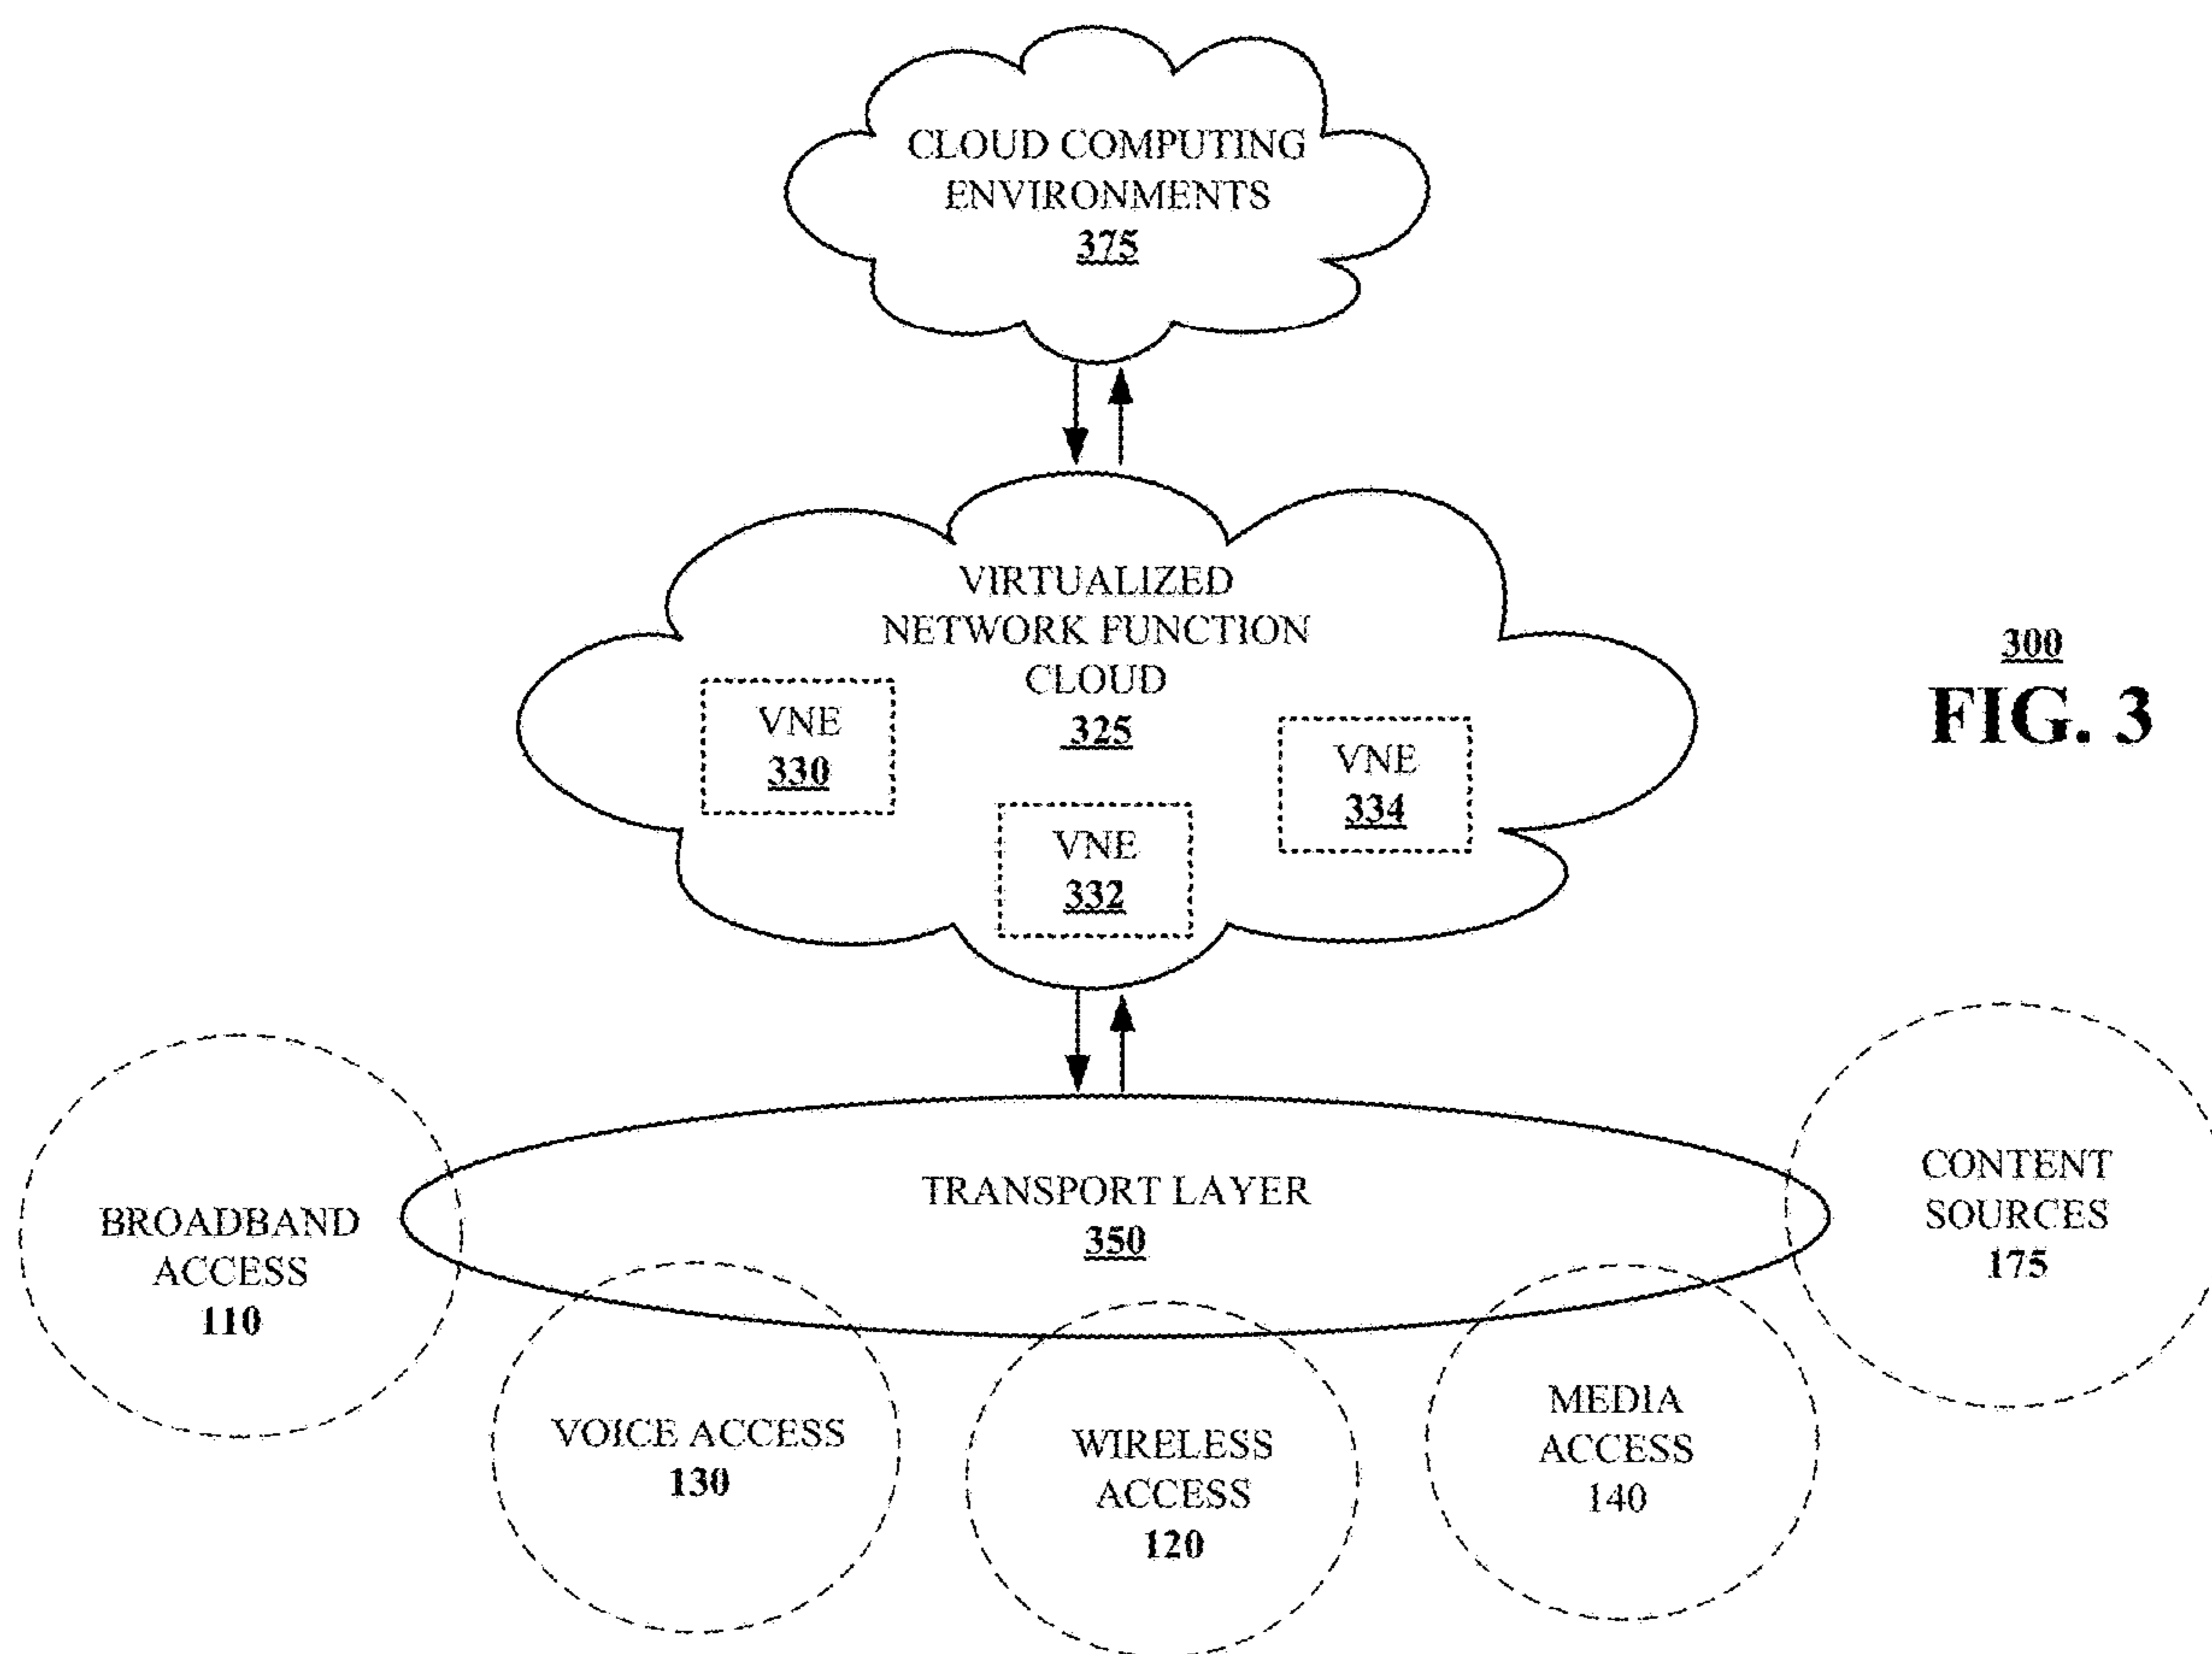 CLOUD COMPUTING
ENVIRONMENTS
375
VIRTUALIZED
NETWORK FUNCTION
CLOUD
325
VNE
330
VNE
332
VNE
334
300
FIG. 3
TRANSPORT LAYER
350
BROADBAND
ACCESS
110
VOICE ACCESS
130
WIRELESS
ACCESS
120
MEDIA
ACCESS
140
CONTENT
SOURCES
175